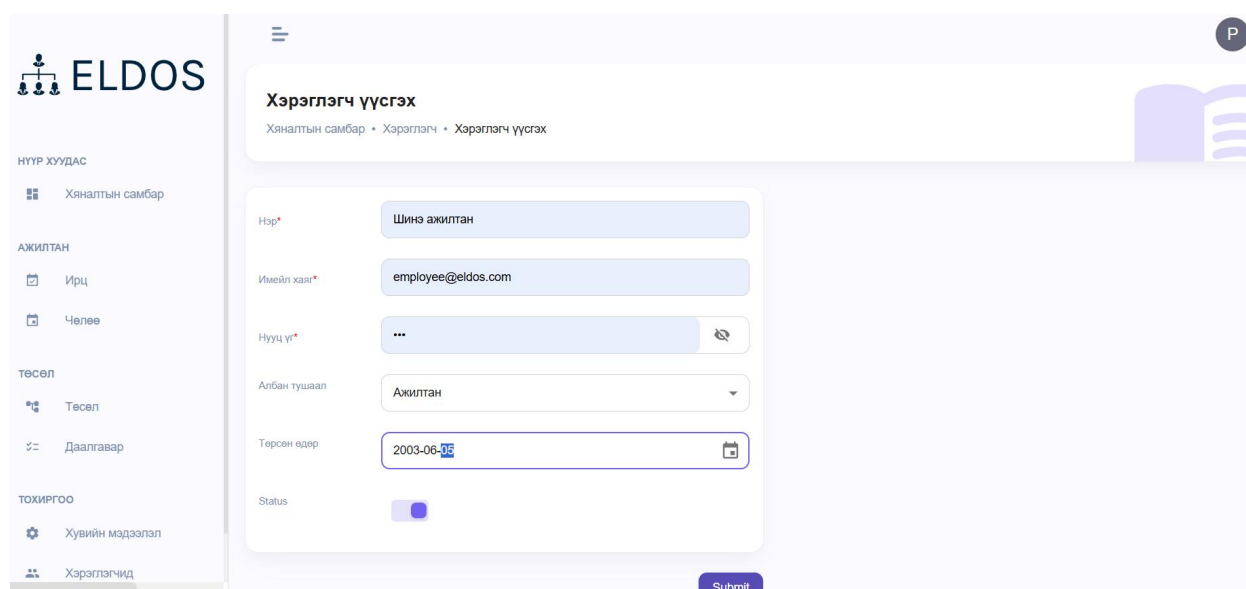 P
ELDOS
Хэрэглэгч үүсгэх
Хяналтын самбар • Хэрэглэгч • Хэрэглэгч үүсгэх
НҮҮР ХУУДАС
Хяналтын самбар
АЖИЛТАН
Ирц
Чөлөө
ТӨСӨЛ
Төсөл
Даалгавар
ТОХИРГОО
Хувийн мэдээлэл
Хэрэглэгчид
Нэр* Шинэ ажилтан
Имейл хаяг* employee@eldos.com
Нууц үг* •••
Албан тушаал Ажилтан
Төрсөн өдөр 2003-06-05
Status
Submit